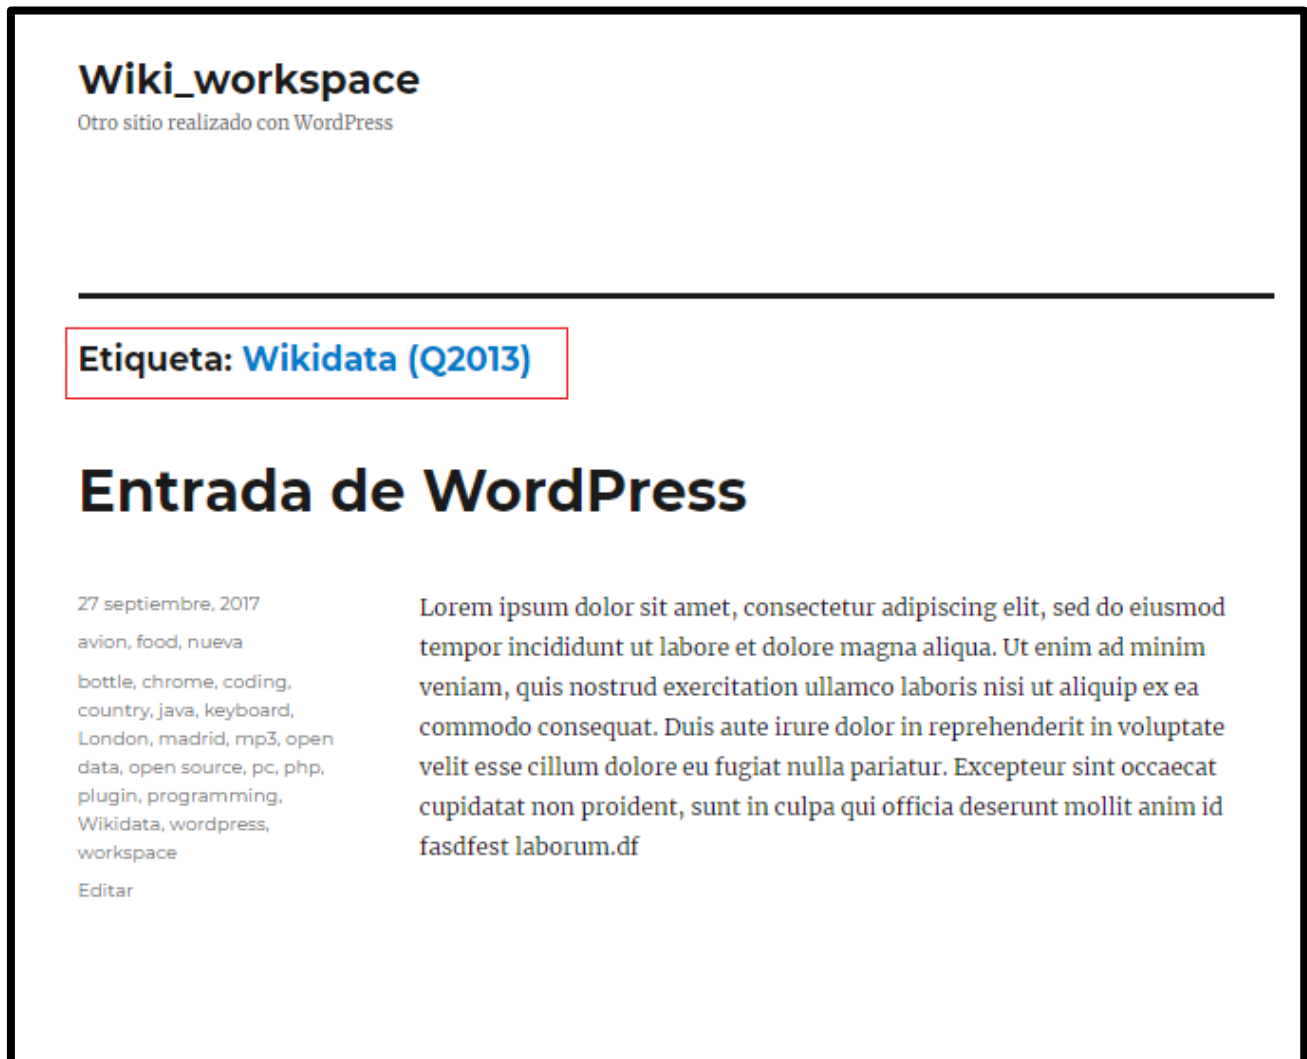 Wiki_workspace
Otro sitio realizado con WordPress
Etiqueta: Wikidata (Q2013)
Entrada de WordPress
27 septiembre, 2017
avion, food, nueva
bottle, chrome, coding,
country, java, keyboard,
London, madrid, mp3, open
data, open source, pc, php,
plugin, programming,
Wikidata, wordpress,
workspace
Editar
Lorem ipsum dolor sit amet, consectetur adipiscing elit, sed do eiusmod
tempor incididunt ut labore et dolore magna aliqua. Ut enim ad minim
veniam, quis nostrud exercitation ullamco laboris nisi ut aliquip ex ea
commodo consequat. Duis aute irure dolor in reprehenderit in voluptate
velit esse cillum dolore eu fugiat nulla pariatur. Excepteur sint occaecat
cupidatat non proident, sunt in culpa qui officia deserunt mollit anim id
fasdfest laborum.df